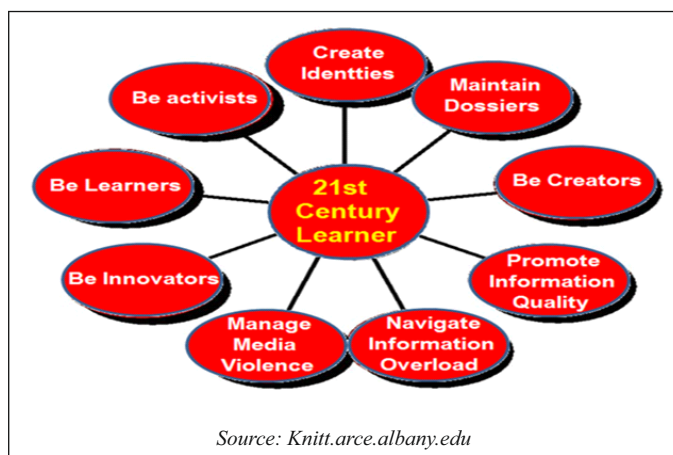 Create
Identties
Maintain
Dossiers
Be Creators
Promote
Information
Quality
Navigate
Information
Overload
Manage
Media
Violence
Be Innovators
Be Learners
Be activists
21st
Century
Learner
Source: Knitt.arce.albany.edu